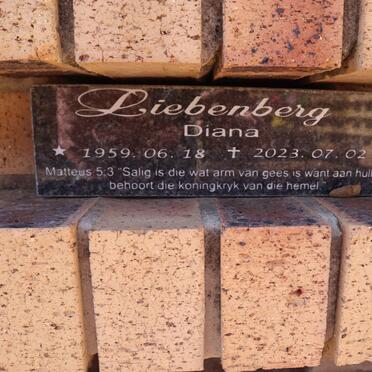 Liebenberg
Diana
★ 1959. 06. 18 ✝ 2023. 07. 02
Matteus 5:3 "Salig is die wat arm van gees is want aan hul
behoort die koningkryk van die hemel